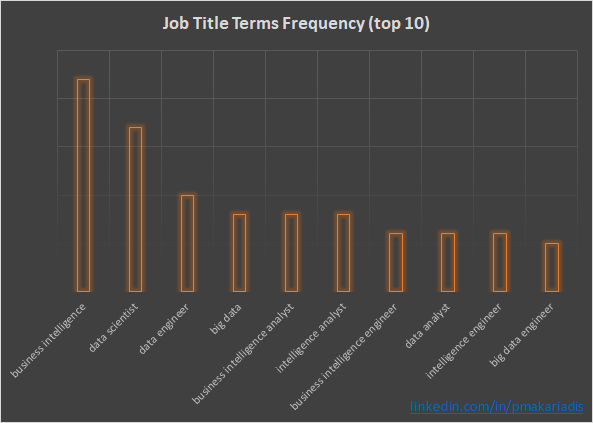 Job Title Terms Frequency (top 10)
business intelligence
data scientist
data engineer
big data
business intelligence analyst
intelligence analyst
business intelligence engineer
data analyst
intelligence engineer
big data engineer
linkedin.com/in/pmakariadis